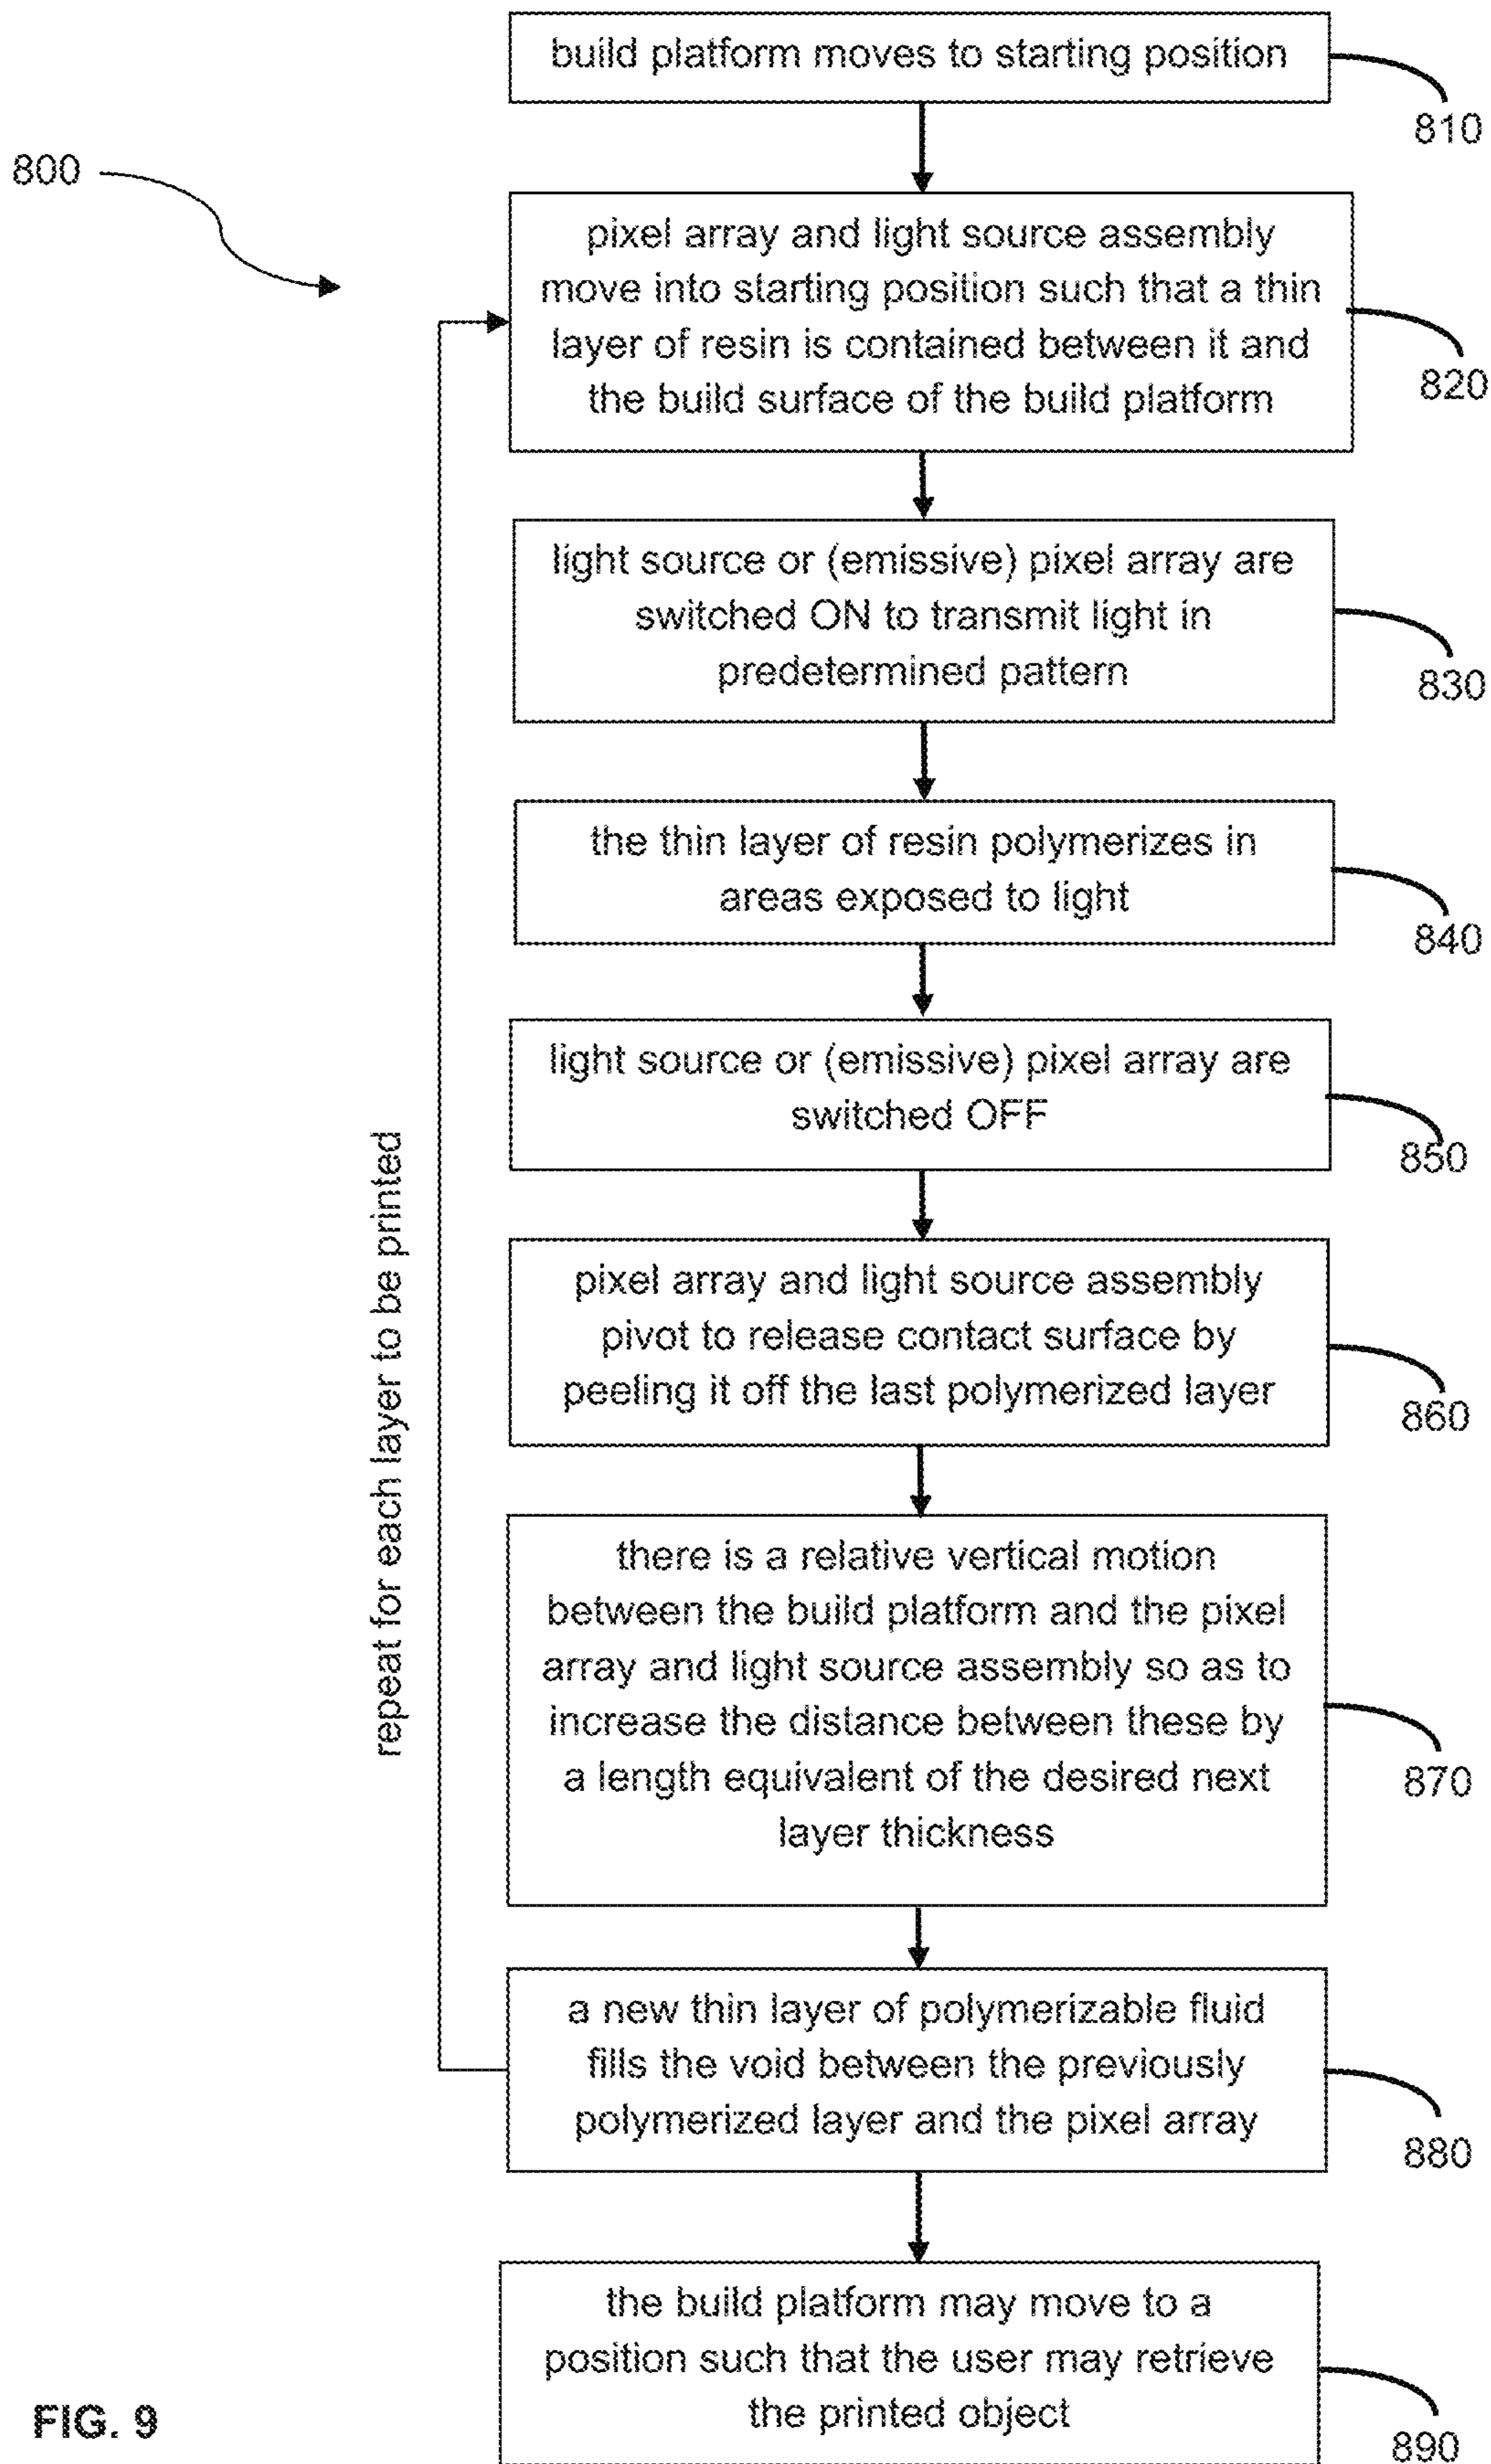 build platform moves to starting position
810
800
pixel array and light source assembly
move into starting position such that a thin
layer of resin is contained between it and
the build surface of the build platform
820
light source or (emissive) pixel array are
switched ON to transmit light in
predetermined pattern
830
the thin layer of resin polymerizes in
areas exposed to light
840
light source or (emissive) pixel array are
switched OFF
850
repeat for each layer to be printed
pixel array and light source assembly
pivot to release contact surface by
peeling it off the last polymerized layer
860
there is a relative vertical motion
between the build platform and the pixel
array and light source assembly so as to
increase the distance between these by
a length equivalent of the desired next
layer thickness
870
a new thin layer of polymerizable fluid
fills the void between the previously
polymerized layer and the pixel array
880
the build platform may move to a
position such that the user may retrieve
the printed object
890
FIG. 9